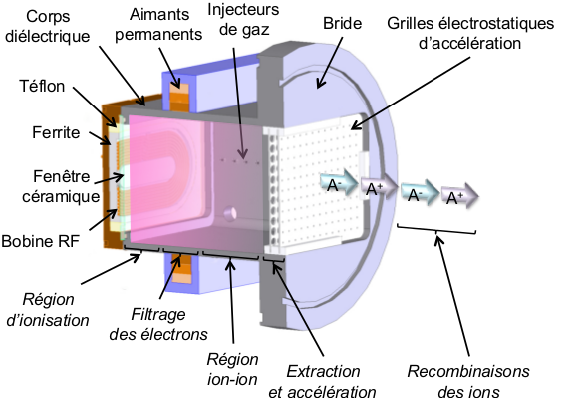 Corps
diélectrique
Aimants
permanents
Injecteurs
de gaz
Bride
Grilles électrostatiques
d'accélération
Téflon
Ferrite
Fenêtre
céramique
Bobine RF
A- A+ A- A+
Région
d'ionisation
Filtrage
des électrons
Région
ion-ion
Extraction
et accélération
Recombinaisons
des ions